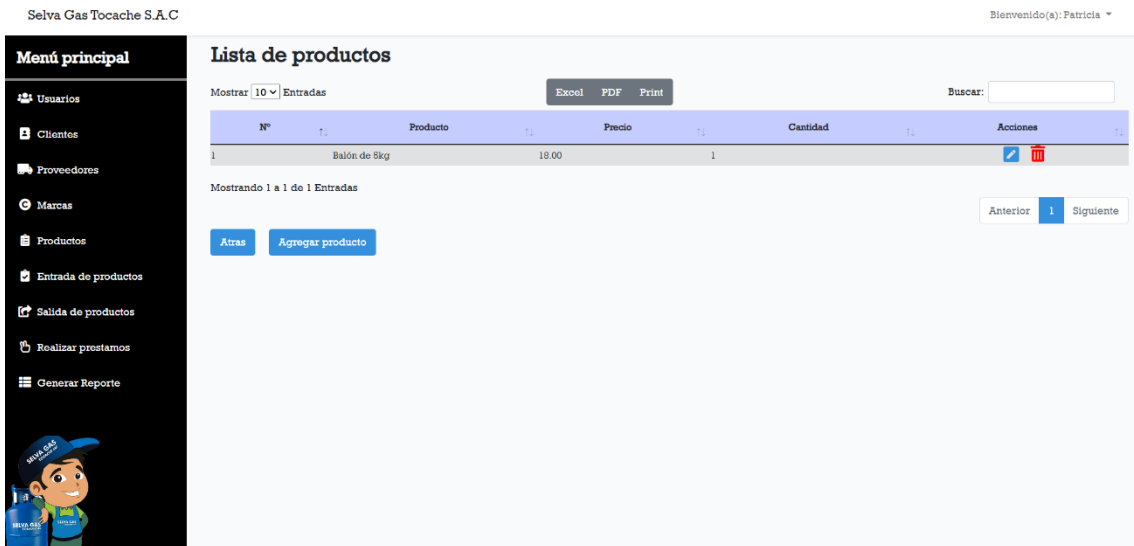 Selva Gas Tocache S.A.C
Bienvenido(a): Patricia
Menú principal
Usuarios
Clientes
Proveedores
Marcas
Productos
Entrada de productos
Salida de productos
Realizar prestamos
Generar Reporte
SELVA GAS
SELVA GAS
Lista de productos
Mostrar 10 Entradas
Excel PDF Print
Buscar:
Nº Producto Precio Cantidad Acciones
1 Balón de 5kg 18.00 1
Mostrando 1 a 1 de 1 Entradas
Anterior 1 Siguiente
Atras Agregar producto